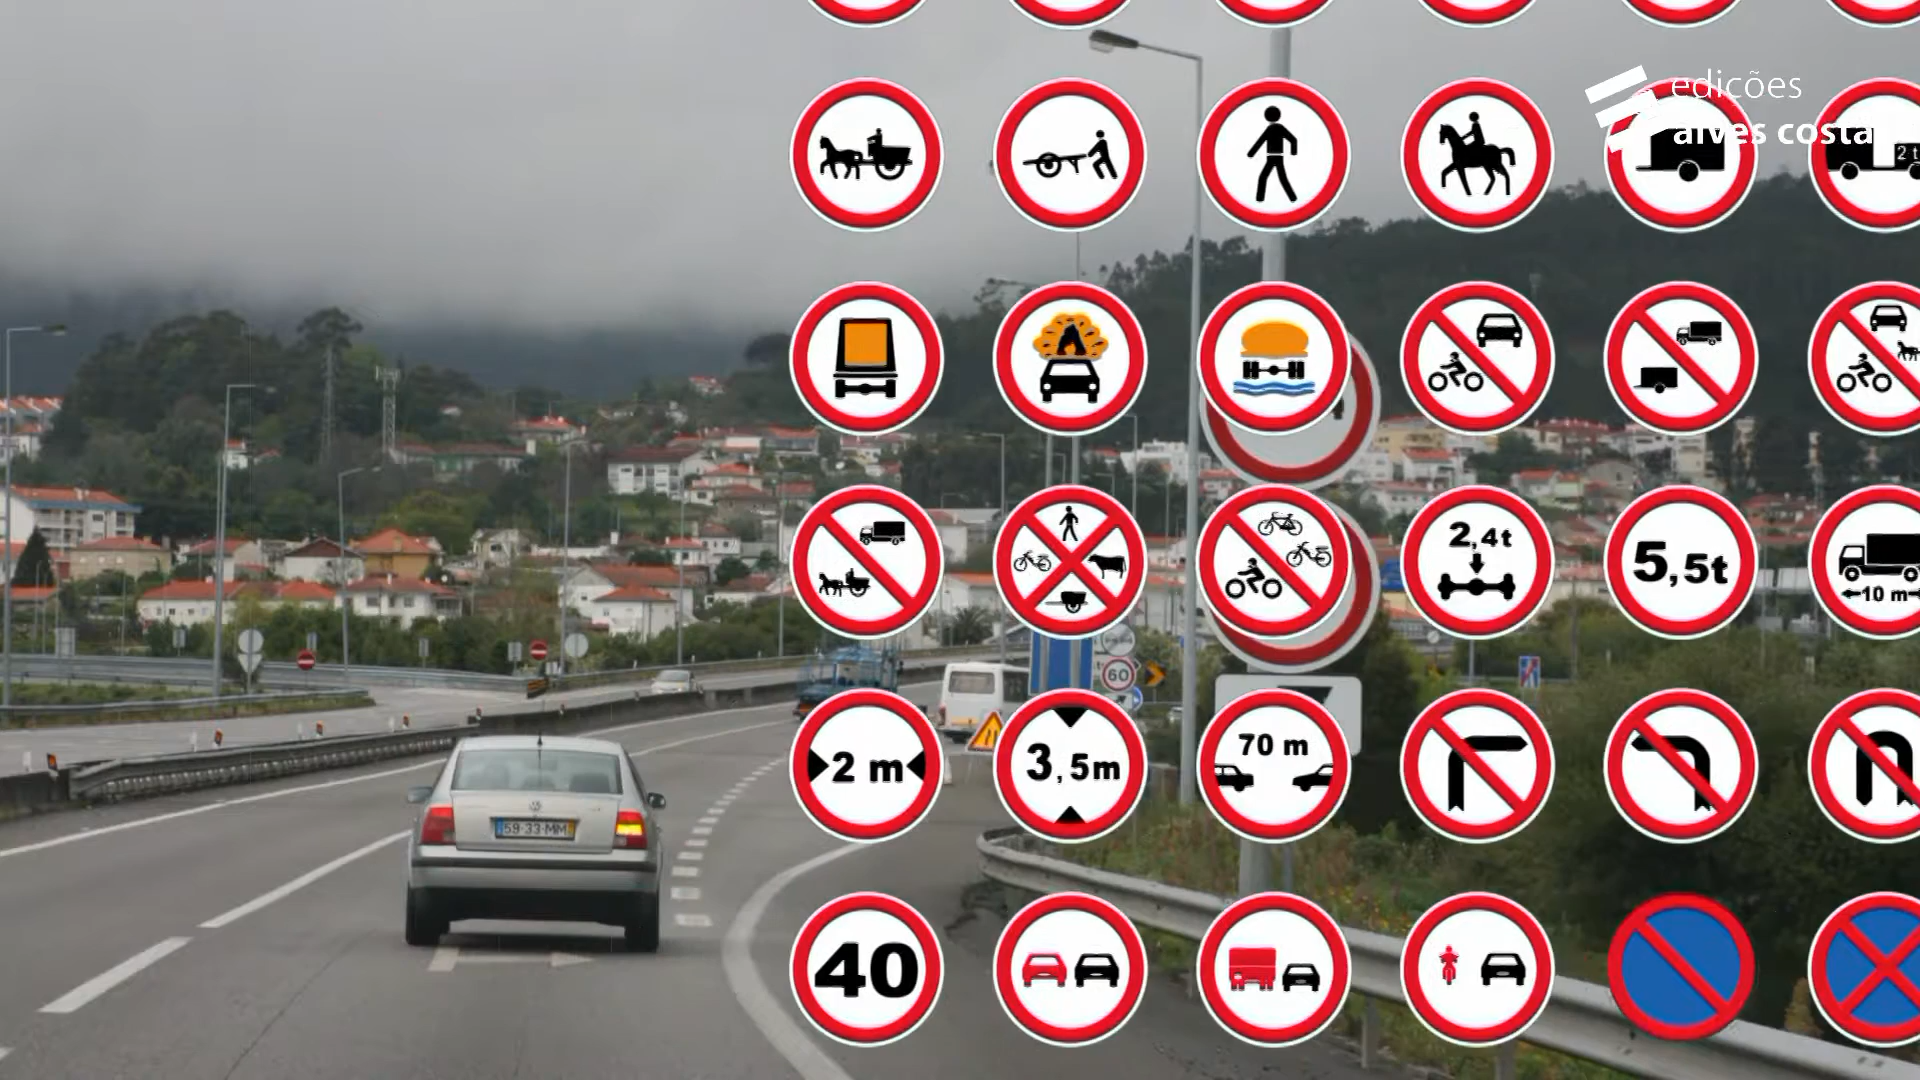 edições
alves costa
2 t
2,4t
5,5t
10 m
2 m
3,5m
70 m
60
59-33-MM
40